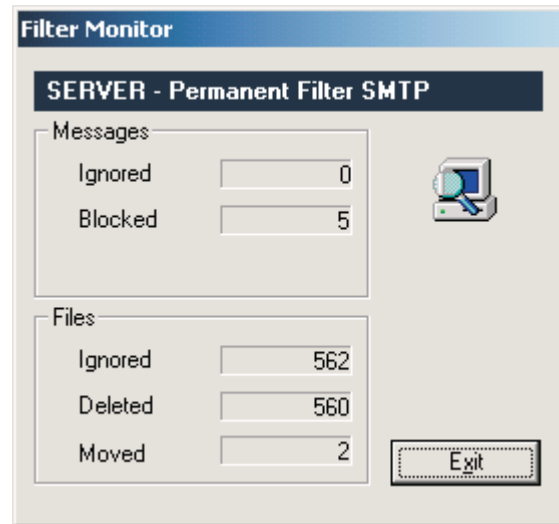 Filter Monitor
SERVER - Permanent Filter SMTP
Messages
Ignored 0
Blocked 5
Files
Ignored 562
Deleted 560
Moved 2
Exit